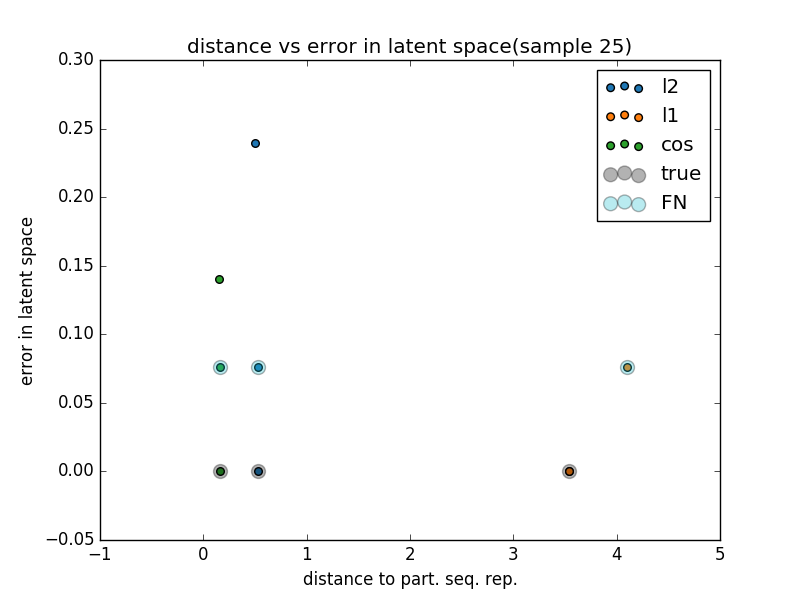 distance vs error in latent space(sample 25)
0.30
0.25
0.20
0.15
0.10
0.05
0.00
−0.05
error in latent space
l2
l1
cos
true
FN
−1 0 1 2 3 4 5
distance to part. seq. rep.